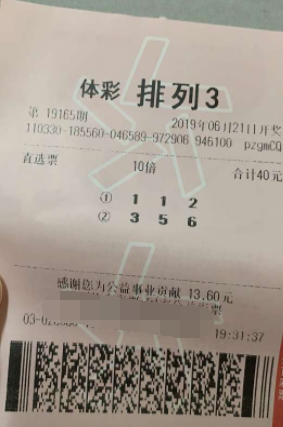 体彩 排列3
第 19165期 2019年06月21日开奖
110330-185560-046589-972906 946100 pzgmCQ
直选票 10倍 合计40元
① 1 1 2
② 3 5 6
感谢您为公益事业贡献 13.60元
票
19:31:37